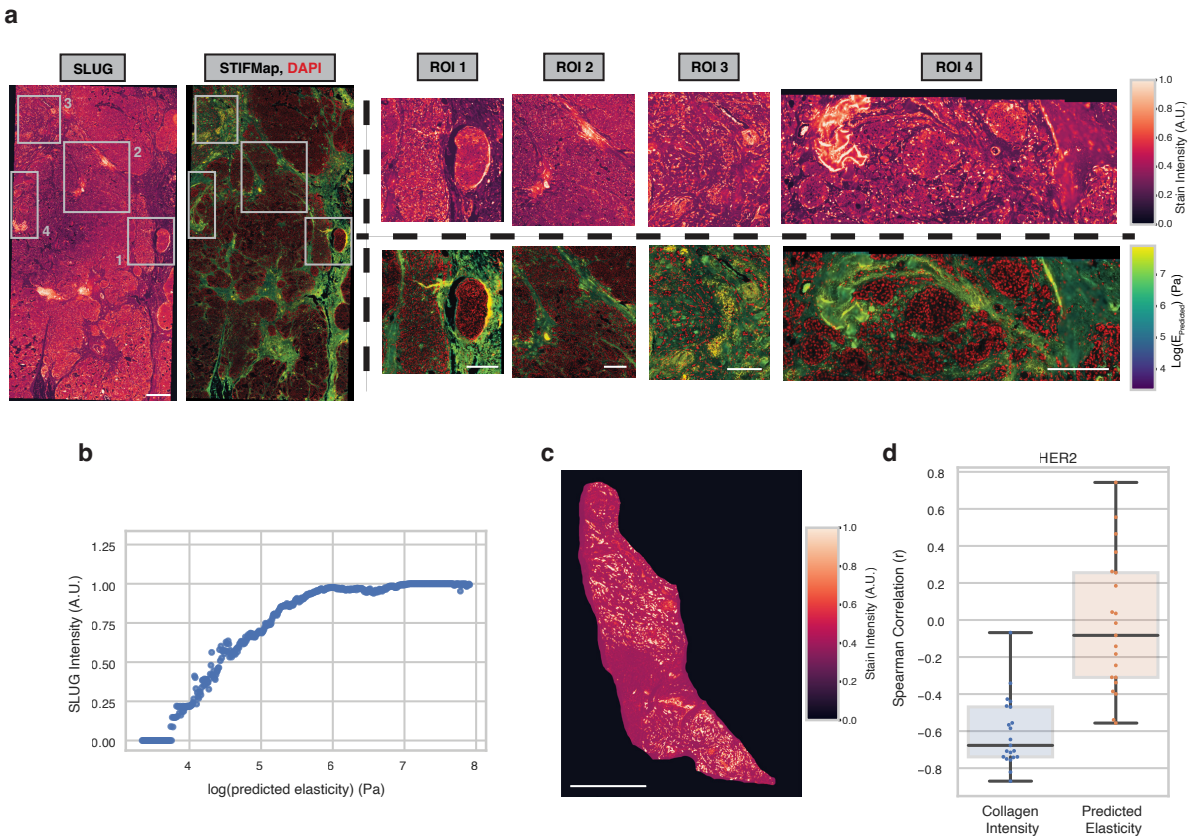 a
SLUG
STIFMap, DAPI
ROI 1
ROI 2
ROI 3
ROI 4
3
2
4
1
1.0
0.8
0.6
0.4
0.2
0.0
Stain Intensity (A.U.)
7
6
5
4
Log(E_Predicted) (Pa)
b
1.25
1.00
0.75
0.50
0.25
0.00
SLUG Intensity (A.U.)
4 5 6 7 8
log(predicted elasticity) (Pa)
c
1.0
0.8
0.6
0.4
0.2
0.0
Stain Intensity (A.U.)
d
HER2
0.8
0.6
0.4
0.2
0.0
−0.2
−0.4
−0.6
−0.8
Spearman Correlation (r)
Collagen
Intensity
Predicted
Elasticity